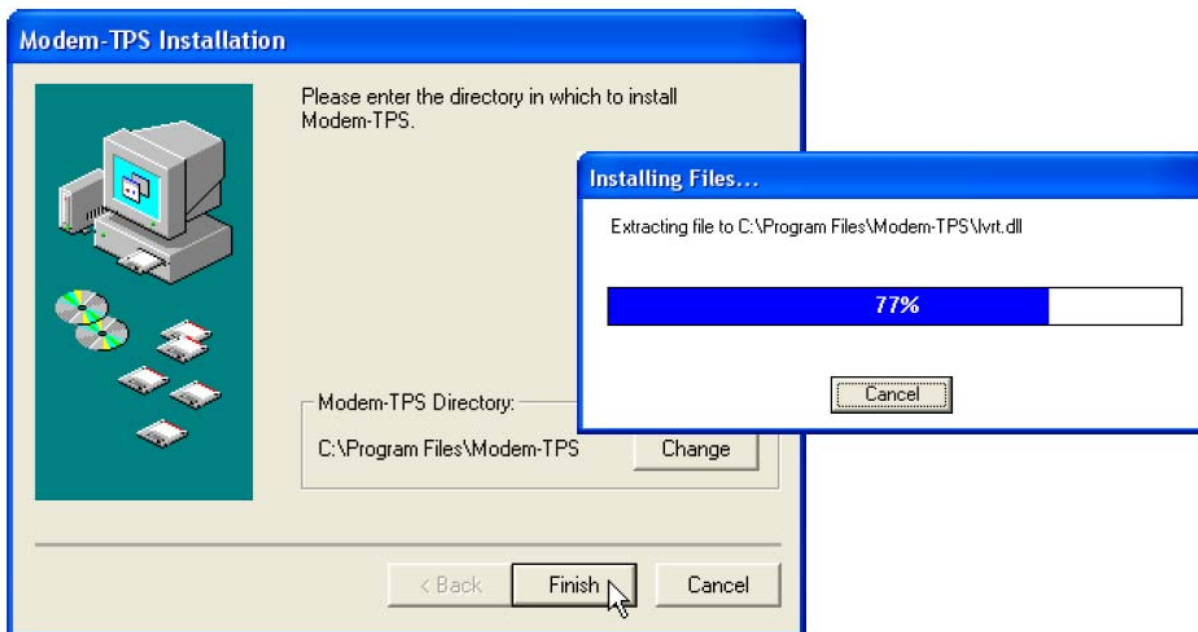 Modem-TPS Installation
Please enter the directory in which to install
Modem-TPS.
Installing Files...
Extracting file to C:\Program Files\Modem-TPS\lvrt.dll
77%
Cancel
Modem-TPS Directory:
C:\Program Files\Modem-TPS
Change
< Back
Finish
Cancel